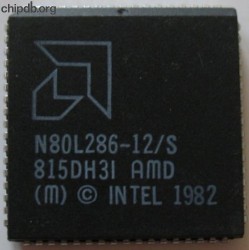 chipdb.org
N80L286-12/S
815DH3I AMD
(M) © INTEL 1982